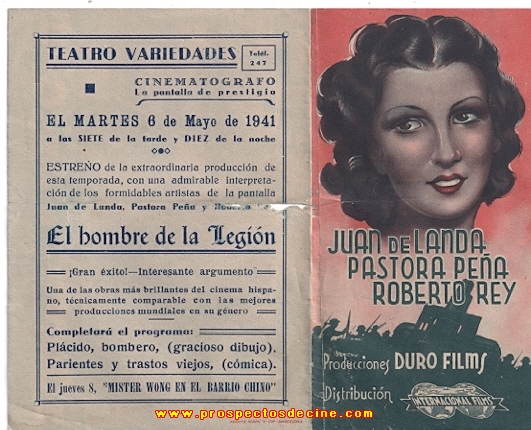 TEATRO VARIEDADES
Teléf.
247
CINEMATOGRAFO
La pantalla de prestigio
EL MARTES 6 de Mayo de 1941
a las SIETE de la tarde y DIEZ de la noche
ESTRENO de la extraordinaria producción de
esta temporada, con una admirable interpreta-
ción de los formidables artistas de la pantalla
Juan de Landa, Pastora Peña y Roberto
El hombre de la Legión
¡Gran éxito!—Interesante argumento
Una de las obras más brillantes del cinema hispa-
no, técnicamente comparable con las mejores
producciones mundiales en su género
Completará el programa:
Plácido, bombero, (gracioso dibujo).
Parientes y trastos viejos, (cómica).
El jueves 8, "MISTER WONG EN EL BARRIO CHINO"
JUAN DE LANDA
PASTORA PEÑA
ROBERTO REY
Producciones DURO FILMS
Distribución
INTERNACIONAL FILMS
www.prospectosdecine.com